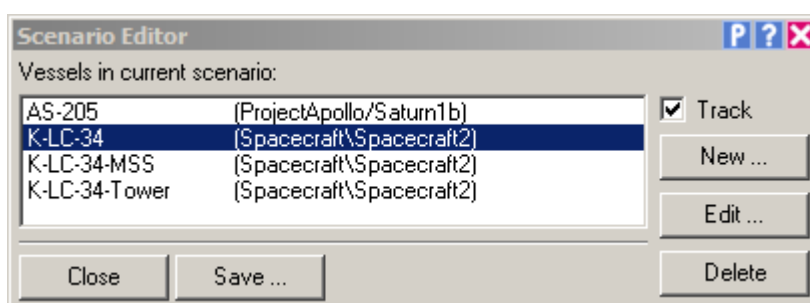 Scenario Editor P ? X
Vessels in current scenario:
AS-205 (ProjectApollo/Saturn1b)
K-LC-34 (Spacecraft\Spacecraft2)
K-LC-34-MSS (Spacecraft\Spacecraft2)
K-LC-34-Tower (Spacecraft\Spacecraft2)
Track
New ...
Edit ...
Delete
Close Save ...